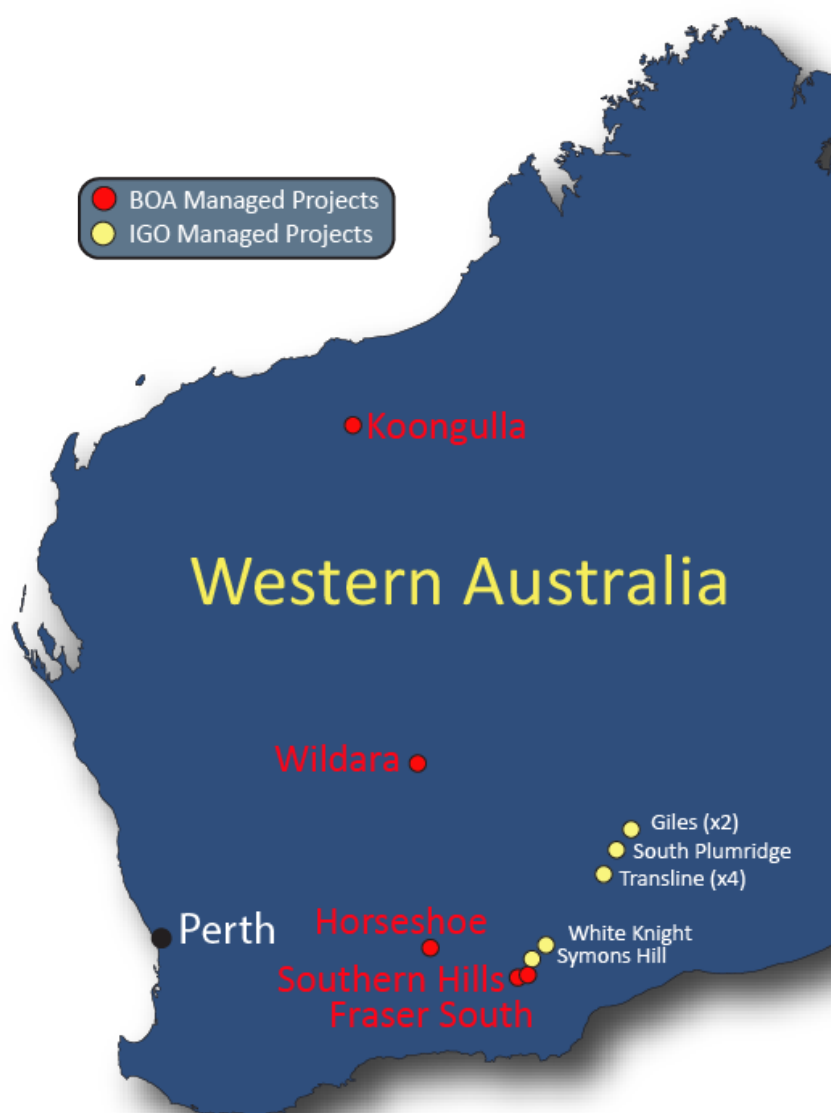 BOA Managed Projects
IGO Managed Projects
Koongulla
Western Australia
Wildara
Giles (x2)
South Plumridge
Transline (x4)
Perth
Horseshoe
White Knight
Symons Hill
Southern Hills
Fraser South